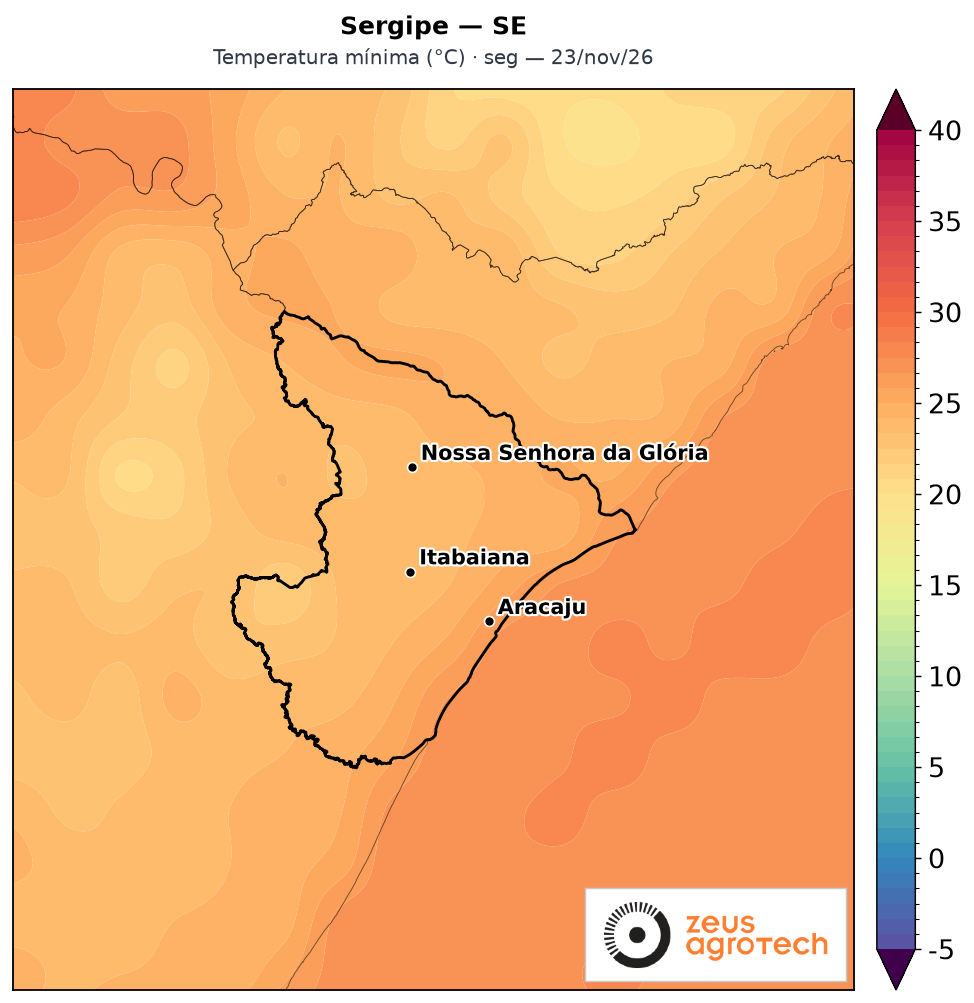 Sergipe — SE
Temperatura mínima (°C) · seg — 23/nov/26
40
35
30
25
20
15
10
5
0
-5
Nossa Senhora da Glória
Itabaiana
Aracaju
zeus
agrotech